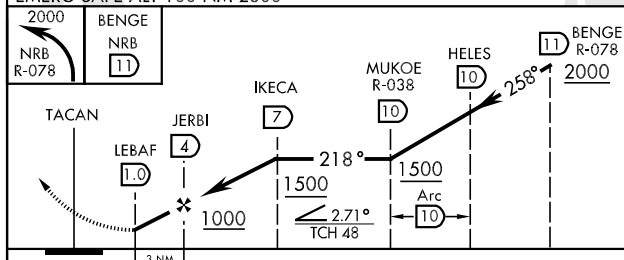 EMERG SAFE ALT 100 NM 2800
2000
NRB
R-078
BENGE
NRB
11
BENGE
R-078
11
2000
HELES
10
258°
MUKOE
R-038
10
IKECA
7
TACAN
JERBI
4
LEBAF
1.0
218°
1500
1500
1000
Arc
10
2.71°
TCH 48
3 NM